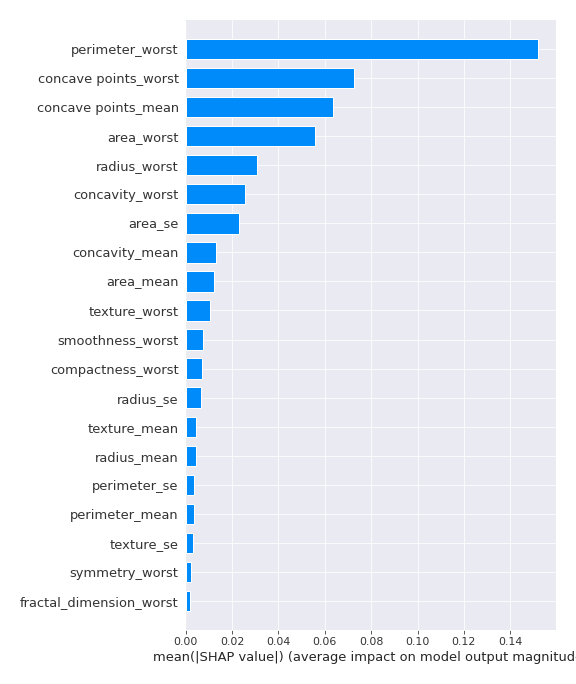 perimeter_worst
concave points_worst
concave points_mean
area_worst
radius_worst
concavity_worst
area_se
concavity_mean
area_mean
texture_worst
smoothness_worst
compactness_worst
radius_se
texture_mean
radius_mean
perimeter_se
perimeter_mean
texture_se
symmetry_worst
fractal_dimension_worst
0.00 0.02 0.04 0.06 0.08 0.10 0.12 0.14
mean(|SHAP value|) (average impact on model output magnitud